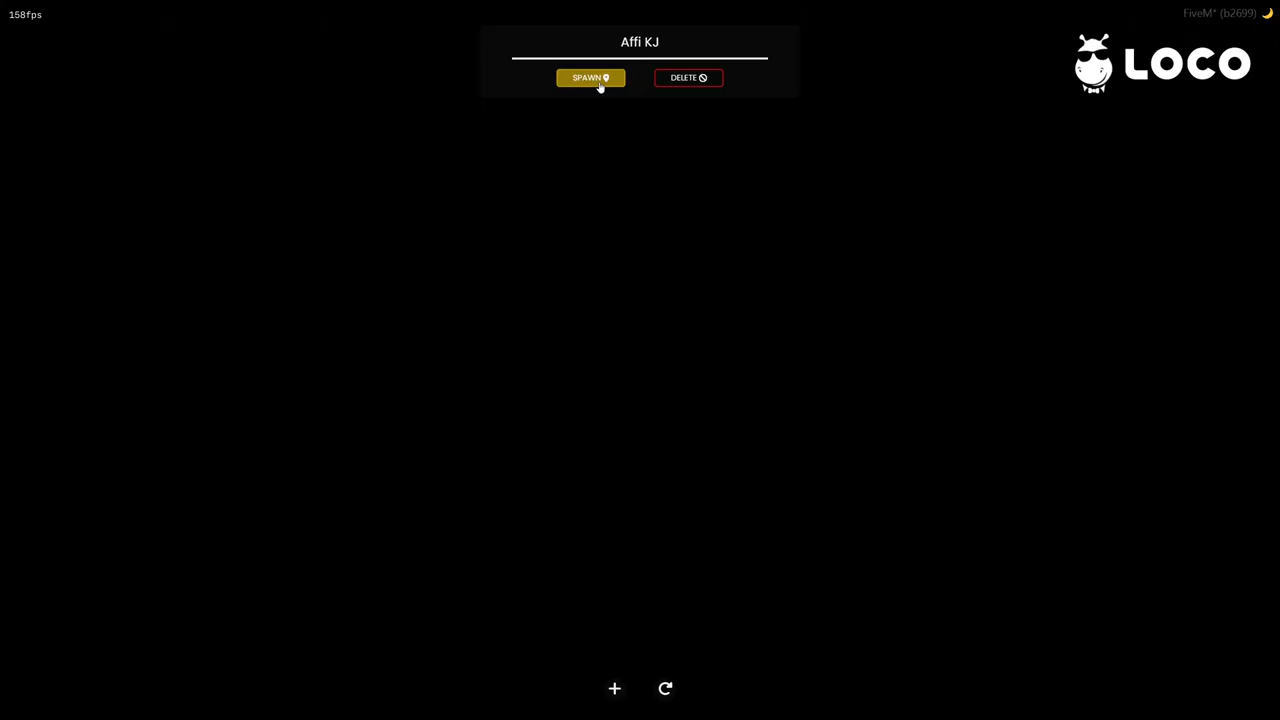 158fps
FiveM* (b2699)
Affi KJ
LOCO
SPAWN
DELETE